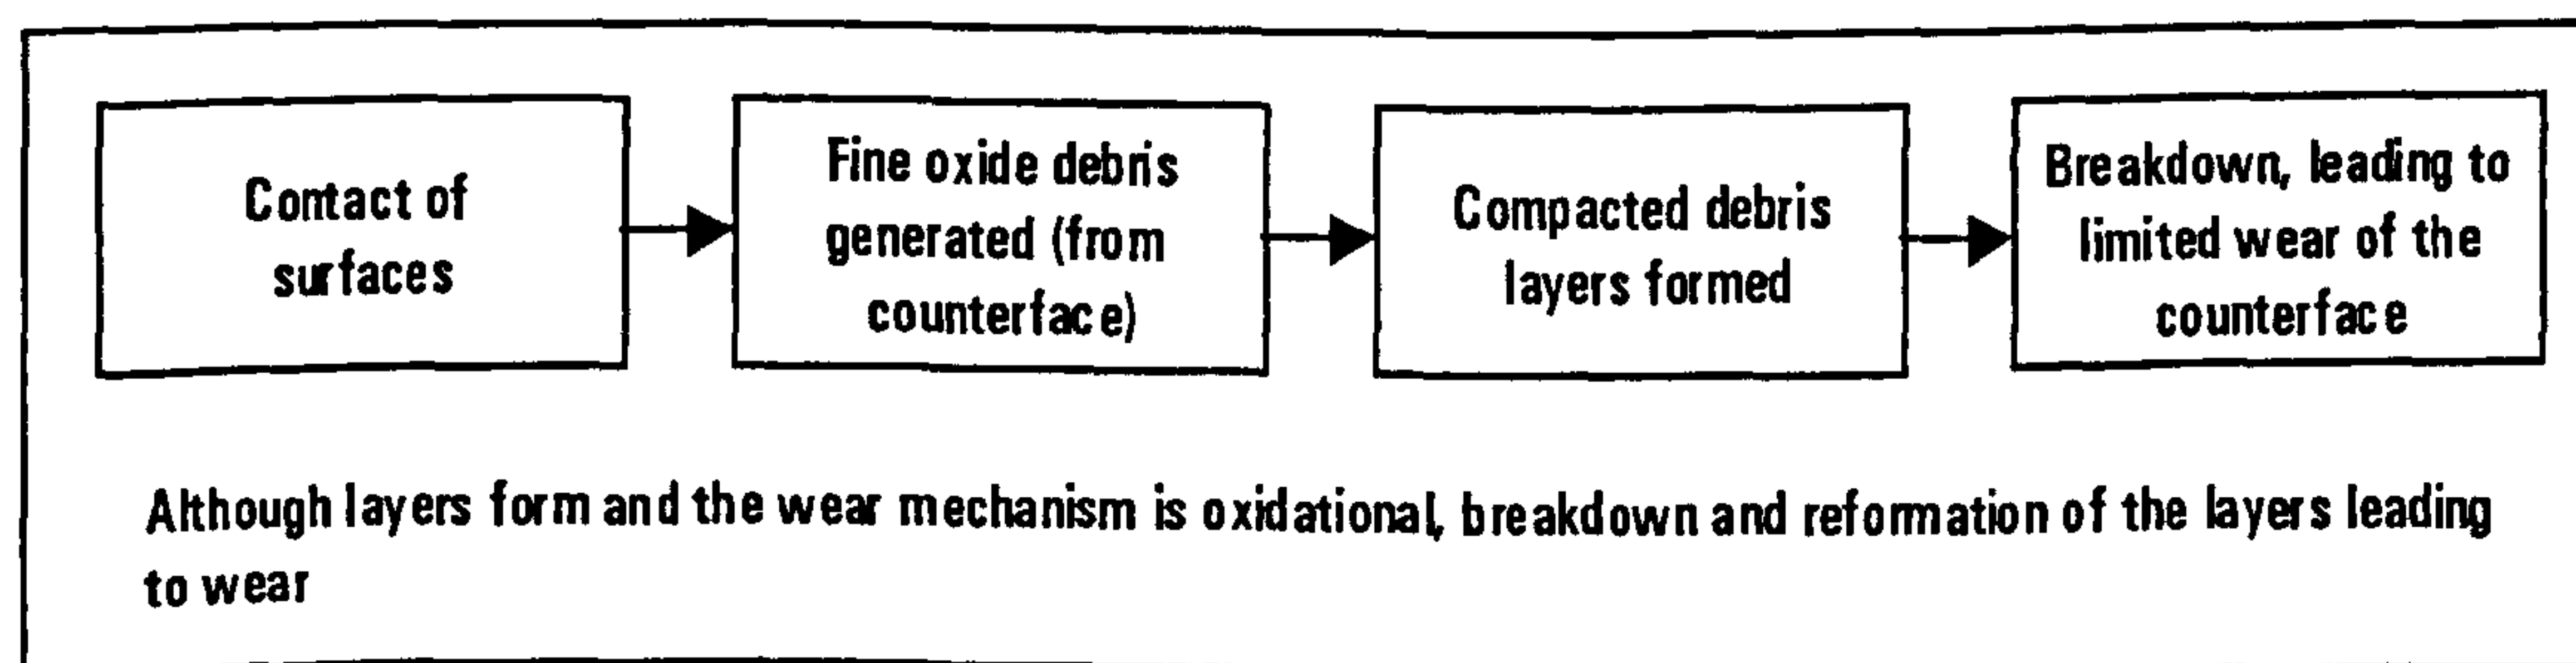 Contact of
surfaces
Fine oxide debris
generated (from
counterface)
Compacted debris
layers formed
Breakdown, leading to
limited wear of the
counterface
Although layers form and the wear mechanism is oxidational, breakdown and reformation of the layers leading
to wear